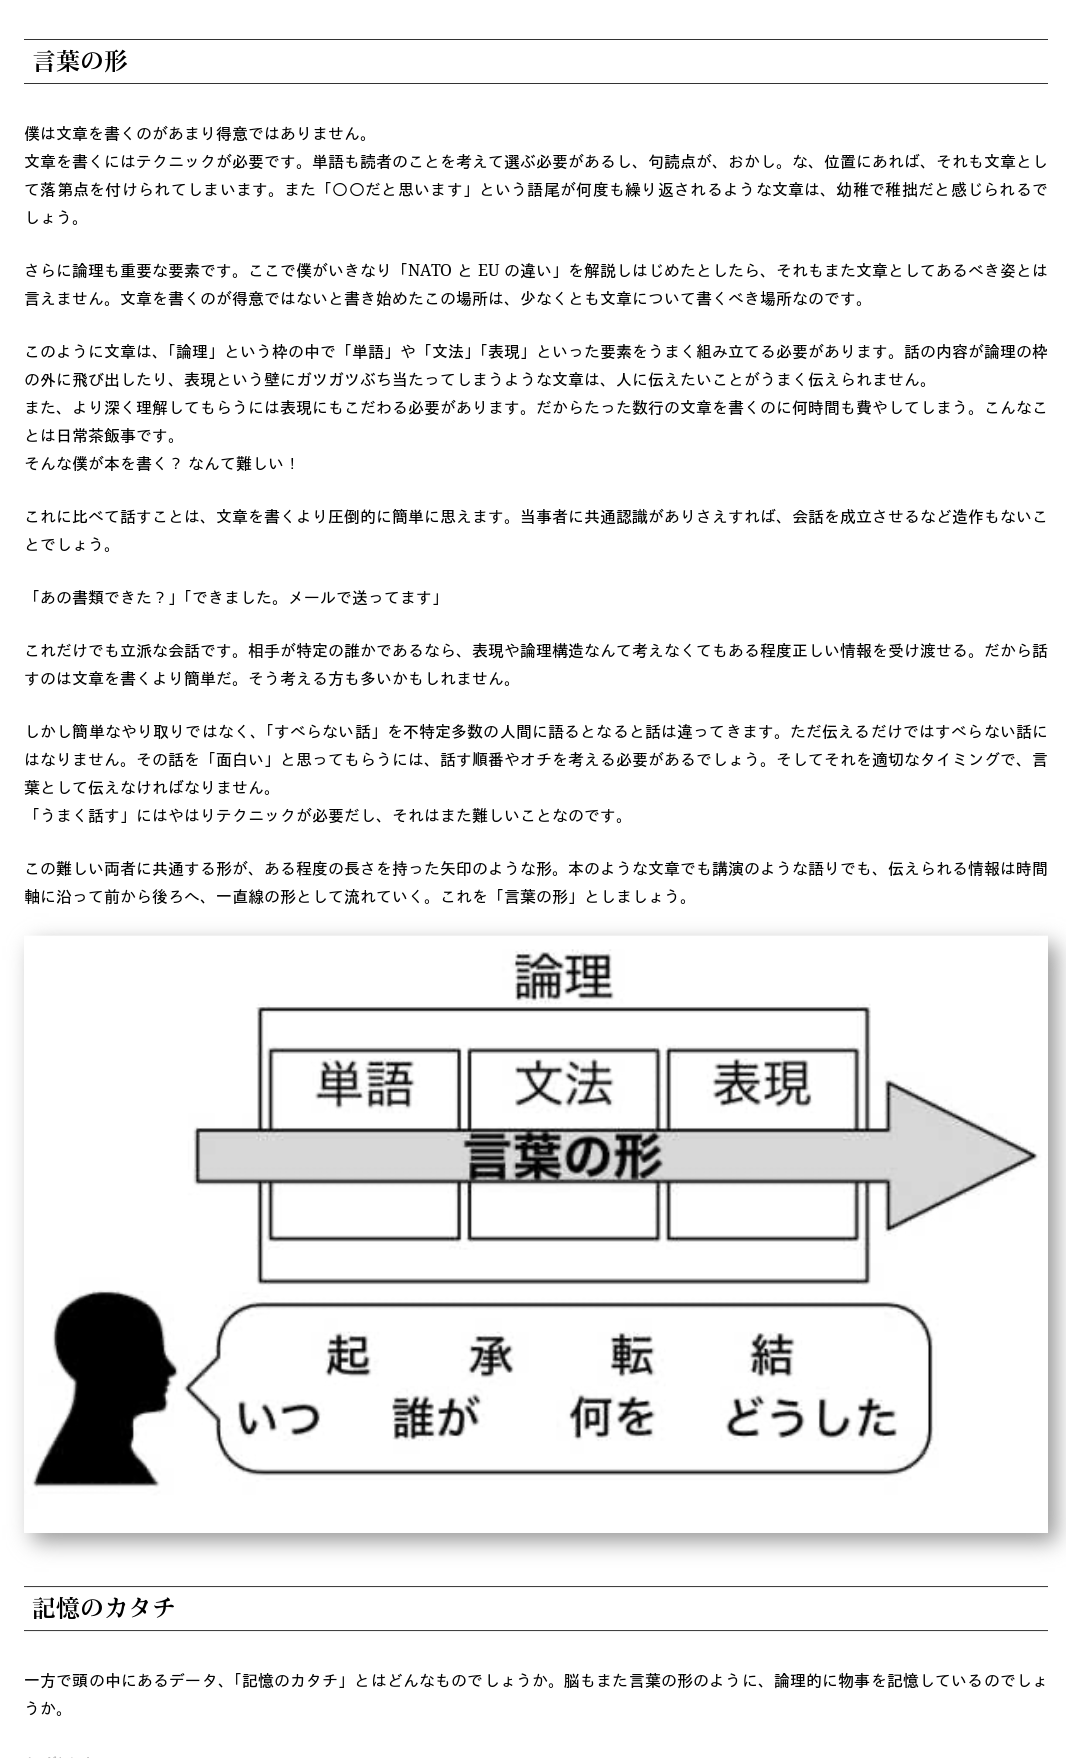 言葉の形
僕は文章を書くのがあまり得意ではありません。
文章を書くにはテクニックが必要です。単語も読者のことを考えて選ぶ必要があるし、句読点が、おかし。な、位置にあれば、それも文章とし
て落第点を付けられてしまいます。また「〇〇だと思います」という語尾が何度も繰り返されるような文章は、幼稚で稚拙だと感じられるで
しょう。
さらに論理も重要な要素です。ここで僕がいきなり「NATO と EU の違い」を解説しはじめたとしたら、それもまた文章としてあるべき姿とは
言えません。文章を書くのが得意ではないと書き始めたこの場所は、少なくとも文章について書くべき場所なのです。
このように文章は、「論理」という枠の中で「単語」や「文法」「表現」といった要素をうまく組み立てる必要があります。話の内容が論理の枠
の外に飛び出したり、表現という壁にガツガツぶち当たってしまうような文章は、人に伝えたいことがうまく伝えられません。
また、より深く理解してもらうには表現にもこだわる必要があります。だからたった数行の文章を書くのに何時間も費やしてしまう。こんなこ
とは日常茶飯事です。
そんな僕が本を書く？ なんて難しい！
これに比べて話すことは、文章を書くより圧倒的に簡単に思えます。当事者に共通認識がありさえすれば、会話を成立させるなど造作もないこ
とでしょう。
「あの書類できた？」「できました。メールで送ってます」
これだけでも立派な会話です。相手が特定の誰かであるなら、表現や論理構造なんて考えなくてもある程度正しい情報を受け渡せる。だから話
すのは文章を書くより簡単だ。そう考える方も多いかもしれません。
しかし簡単なやり取りではなく、「すべらない話」を不特定多数の人間に語るとなると話は違ってきます。ただ伝えるだけではすべらない話に
はなりません。その話を「面白い」と思ってもらうには、話す順番やオチを考える必要があるでしょう。そしてそれを適切なタイミングで、言
葉として伝えなければなりません。
「うまく話す」にはやはりテクニックが必要だし、それはまた難しいことなのです。
この難しい両者に共通する形が、ある程度の長さを持った矢印のような形。本のような文章でも講演のような語りでも、伝えられる情報は時間
軸に沿って前から後ろへ、一直線の形として流れていく。これを「言葉の形」としましょう。
論理
単語 文法 表現
言葉の形
起 承 転 結
いつ 誰が 何を どうした
記憶のカタチ
一方で頭の中にあるデータ、「記憶のカタチ」とはどんなものでしょうか。脳もまた言葉の形のように、論理的に物事を記憶しているのでしょ
うか。